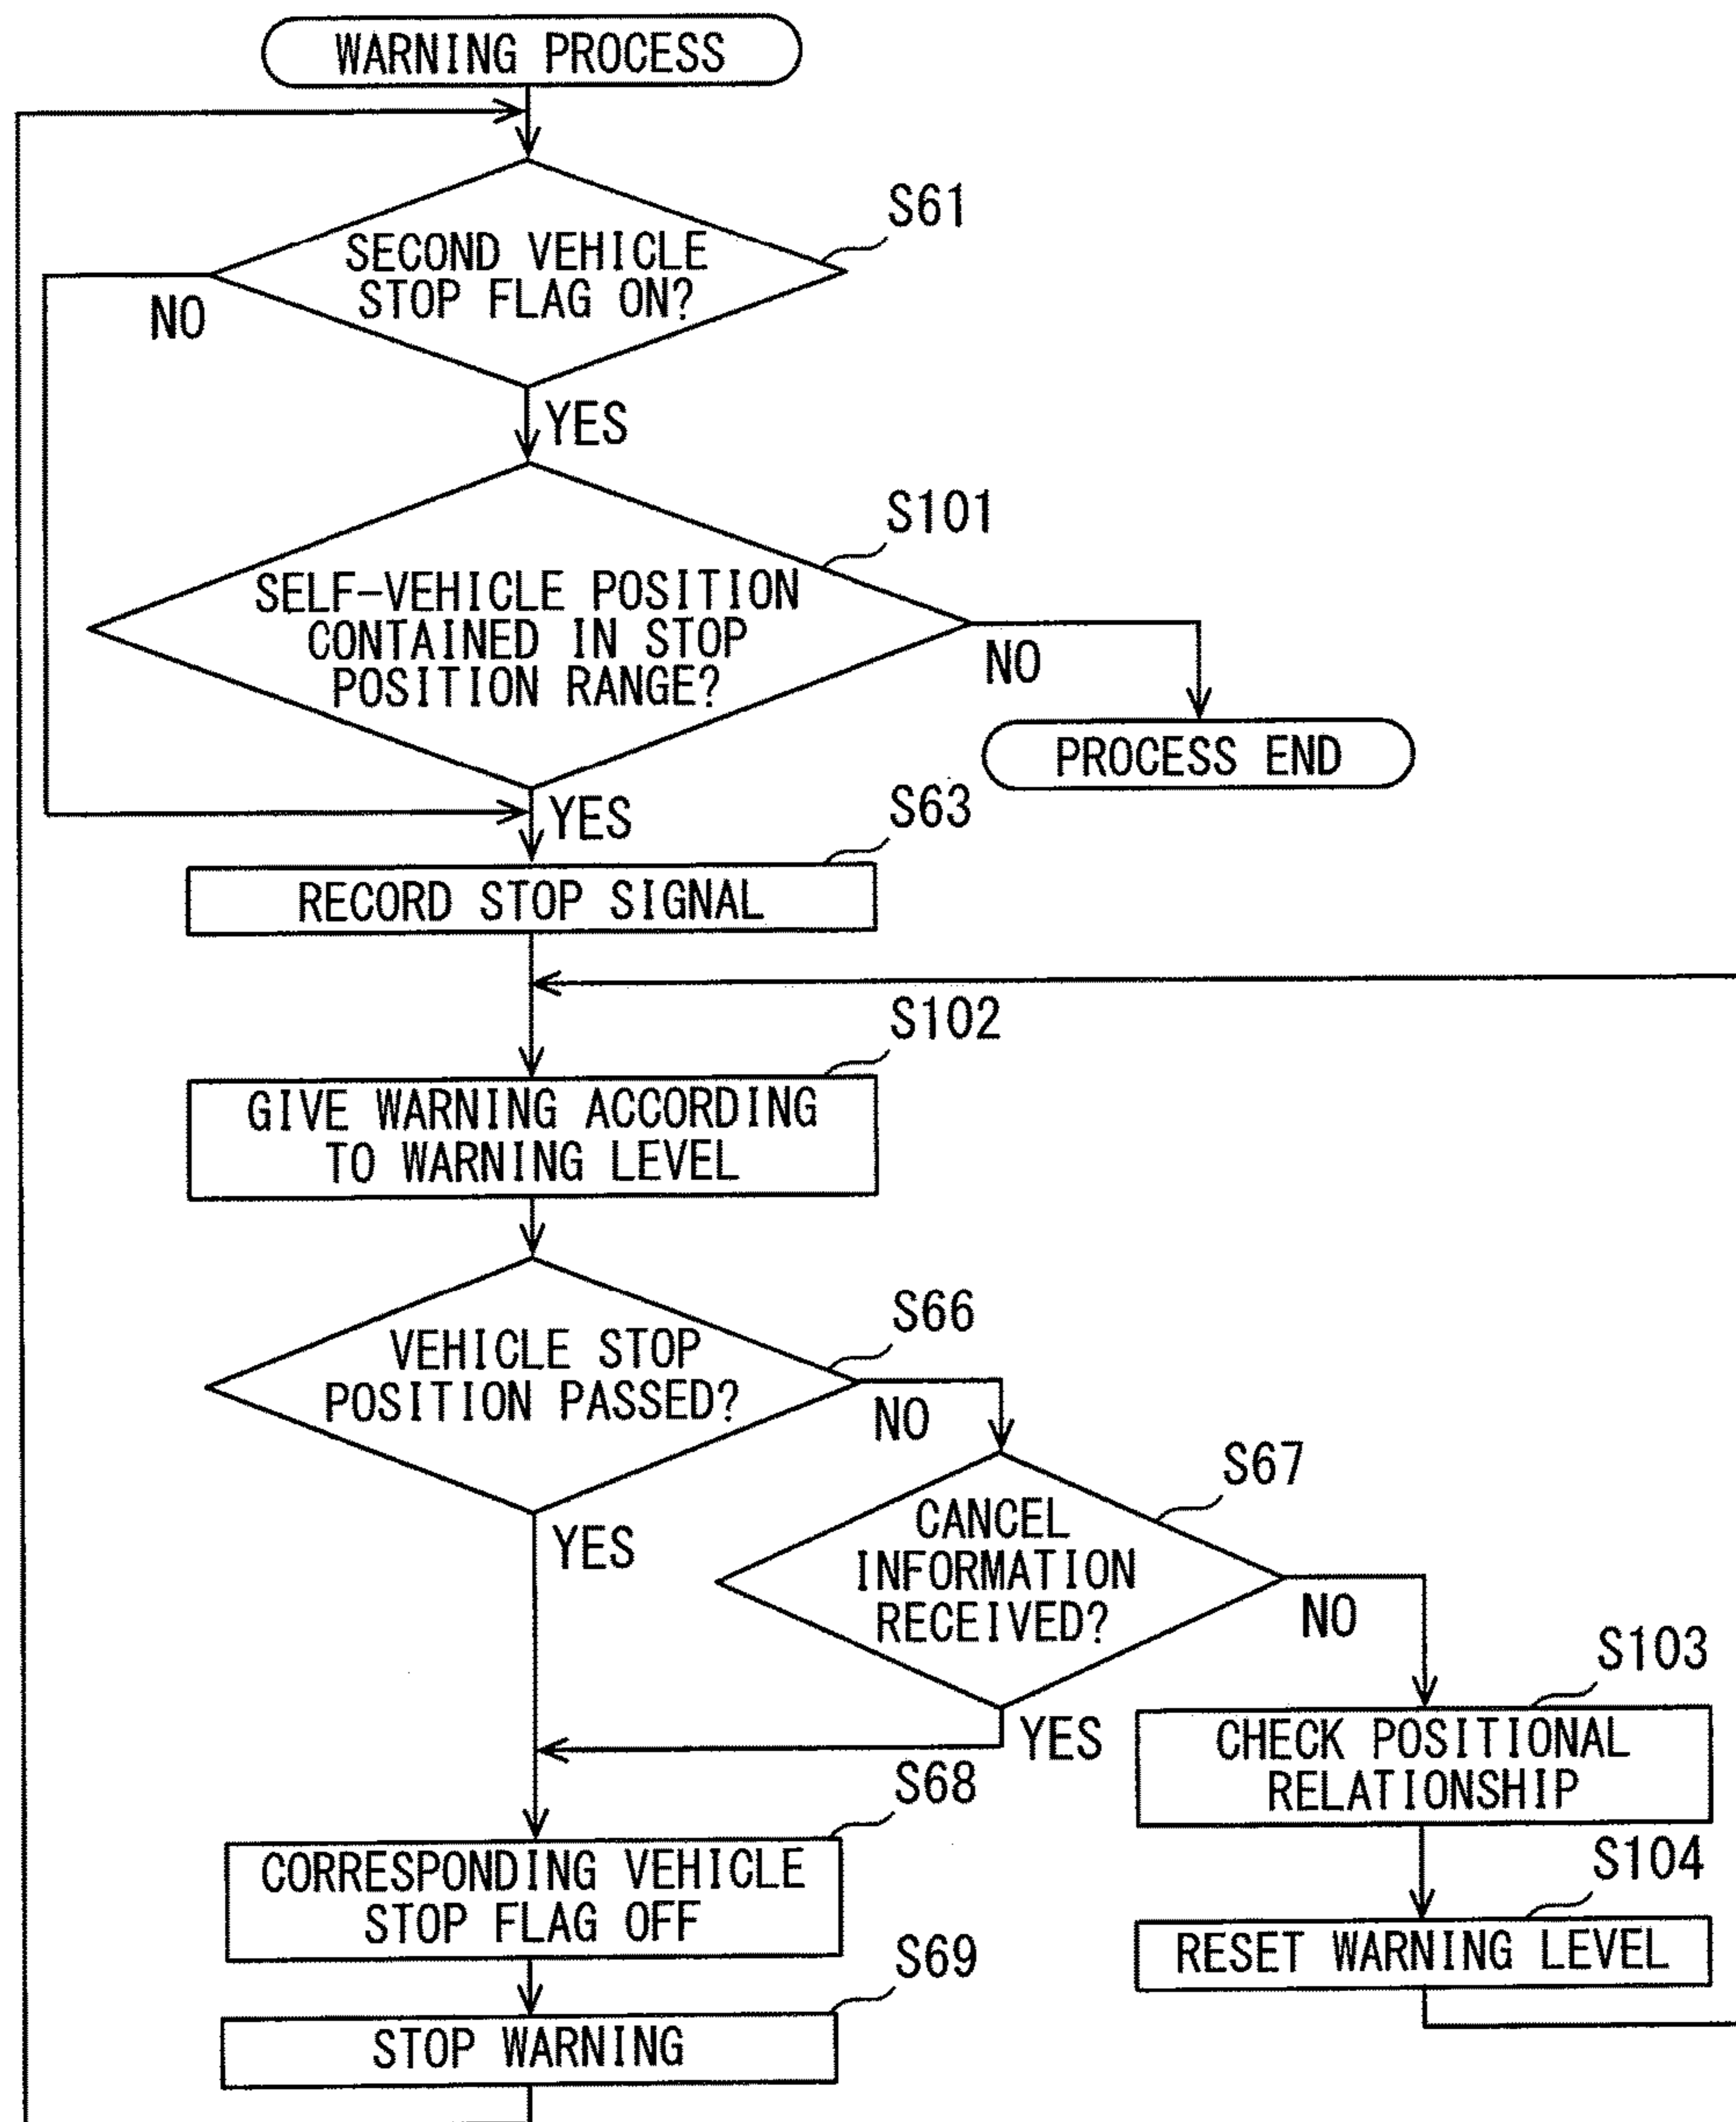 WARNING PROCESS
S61
SECOND VEHICLE
STOP FLAG ON?
NO
YES
S101
SELF-VEHICLE POSITION
CONTAINED IN STOP
POSITION RANGE?
NO
PROCESS END
YES
S63
RECORD STOP SIGNAL
S102
GIVE WARNING ACCORDING
TO WARNING LEVEL
S66
VEHICLE STOP
POSITION PASSED?
NO
YES
S67
CANCEL
INFORMATION
RECEIVED?
NO
YES
S103
CHECK POSITIONAL
RELATIONSHIP
S68
CORRESPONDING VEHICLE
STOP FLAG OFF
S104
RESET WARNING LEVEL
S69
STOP WARNING